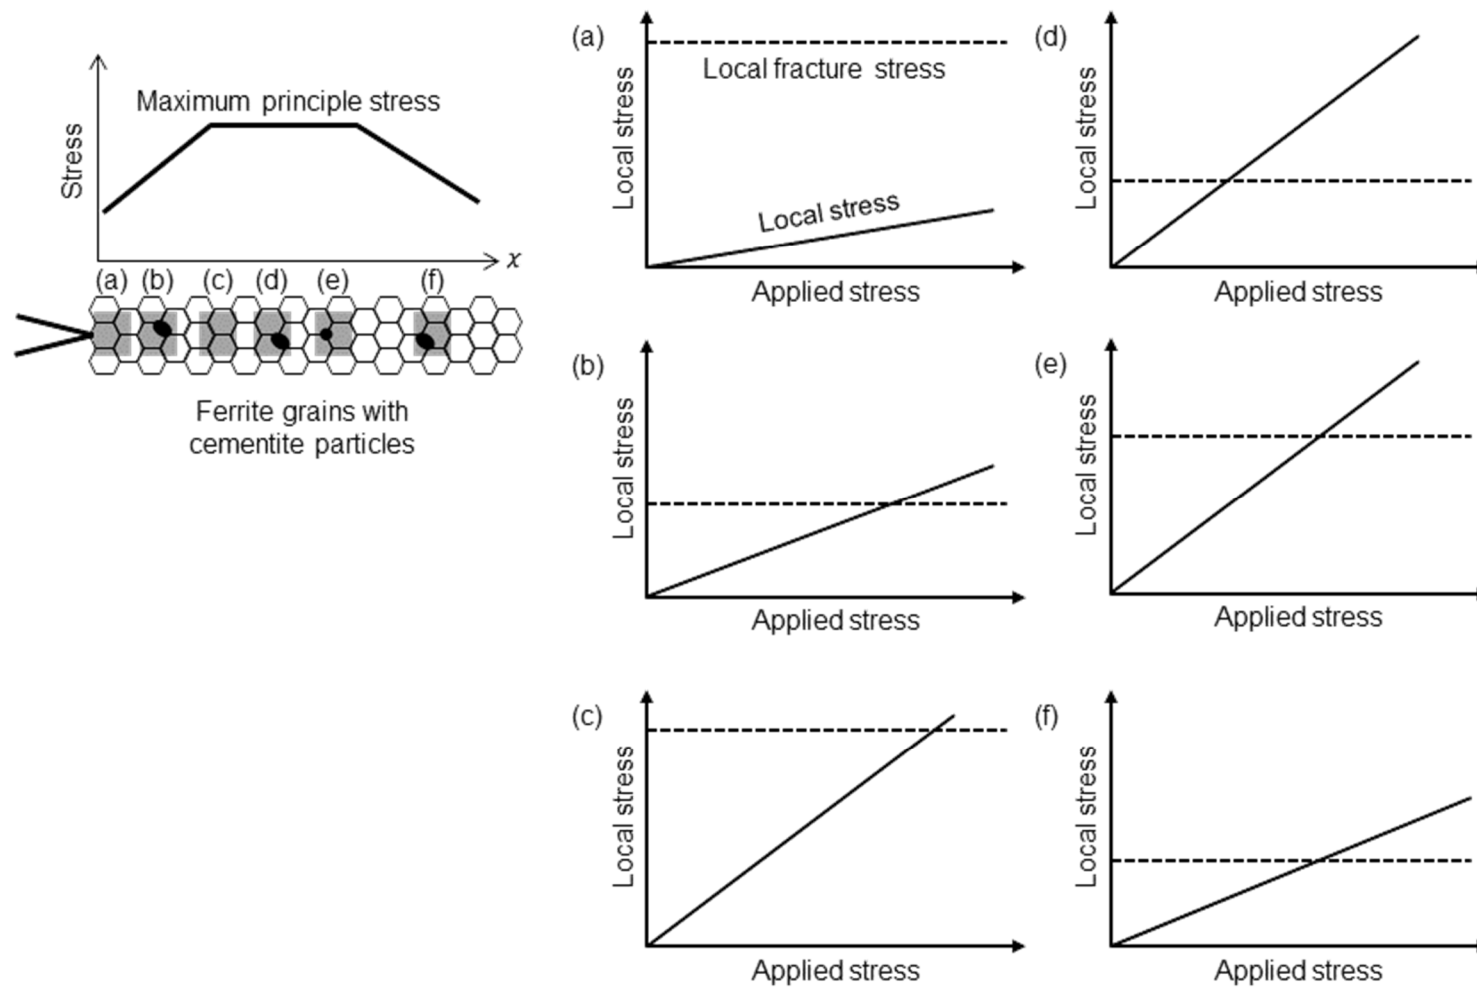 Maximum principle stress
Stress
x
(a) (b) (c) (d) (e) (f)
Ferrite grains with
cementite particles
(a)
Local stress
Local fracture stress
Local stress
Applied stress
(b)
Local stress
Applied stress
(c)
Local stress
Applied stress
(d)
Local stress
Applied stress
(e)
Local stress
Applied stress
(f)
Local stress
Applied stress